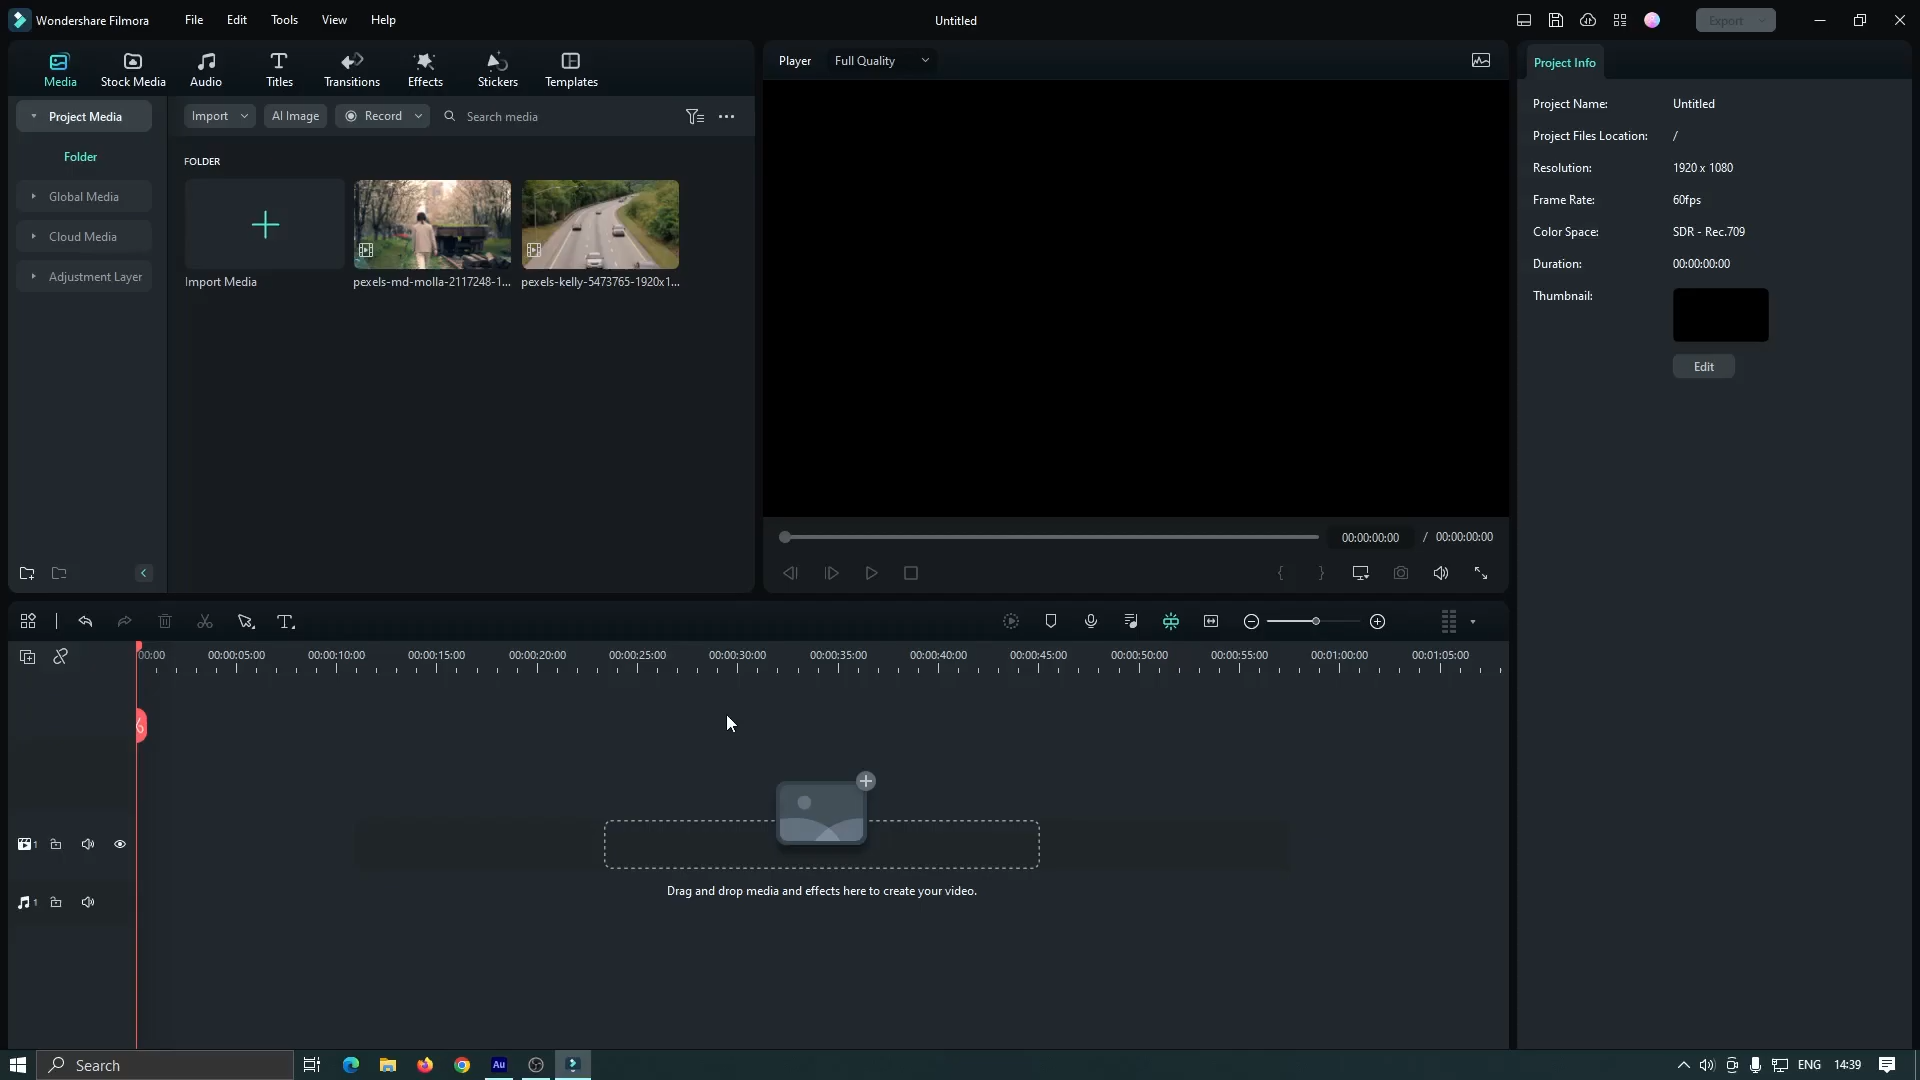 Wondershare Filmora
File
Edit
Tools
View
Help
Untitled
Export
Media
Stock Media
Audio
Titles
Transitions
Effects
Stickers
Templates
Player
Full Quality
Project Info
Project Media
Folder
Global Media
Cloud Media
Adjustment Layer
Import
AI Image
Record
Search media
FOLDER
Import Media
pexels-md-molla-2117248-1...
pexels-kelly-5473765-1920x1...
Project Name:
Untitled
Project Files Location:
/
Resolution:
1920 x 1080
Frame Rate:
60fps
Color Space:
SDR - Rec.709
Duration:
00:00:00:00
Thumbnail:
Edit
00:00:00:00
/
00:00:00:00
00:00
00:00:05:00
00:00:10:00
00:00:15:00
00:00:20:00
00:00:25:00
00:00:30:00
00:00:35:00
00:00:40:00
00:00:45:00
00:00:50:00
00:00:55:00
00:01:00:00
00:01:05:00
1
Drag and drop media and effects here to create your video.
1
Search
Au
ENG
14:39